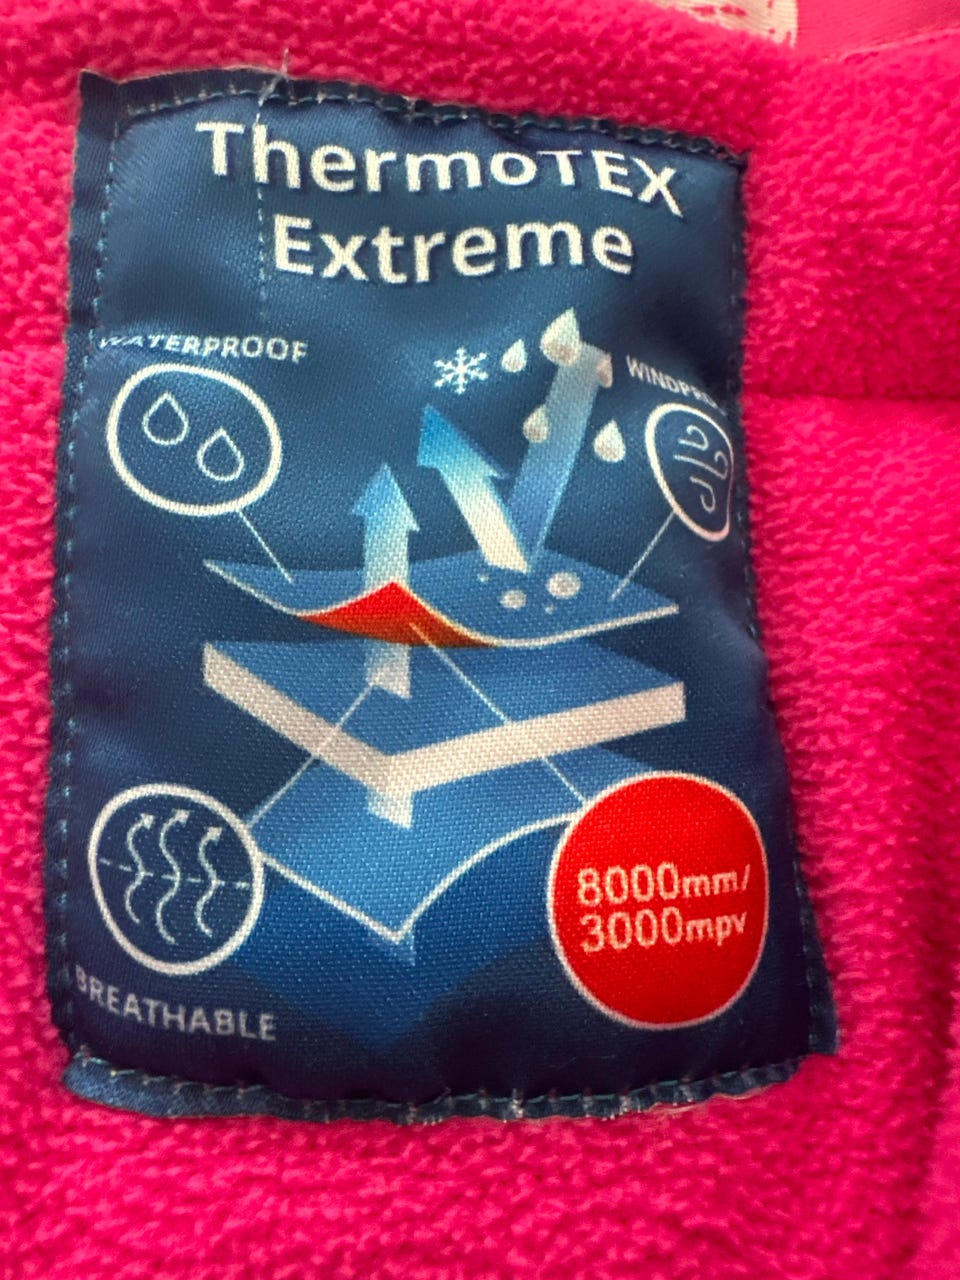 ThermoTEX
Extreme
WATERPROOF
BREATHABLE
8000mm/
3000mpv